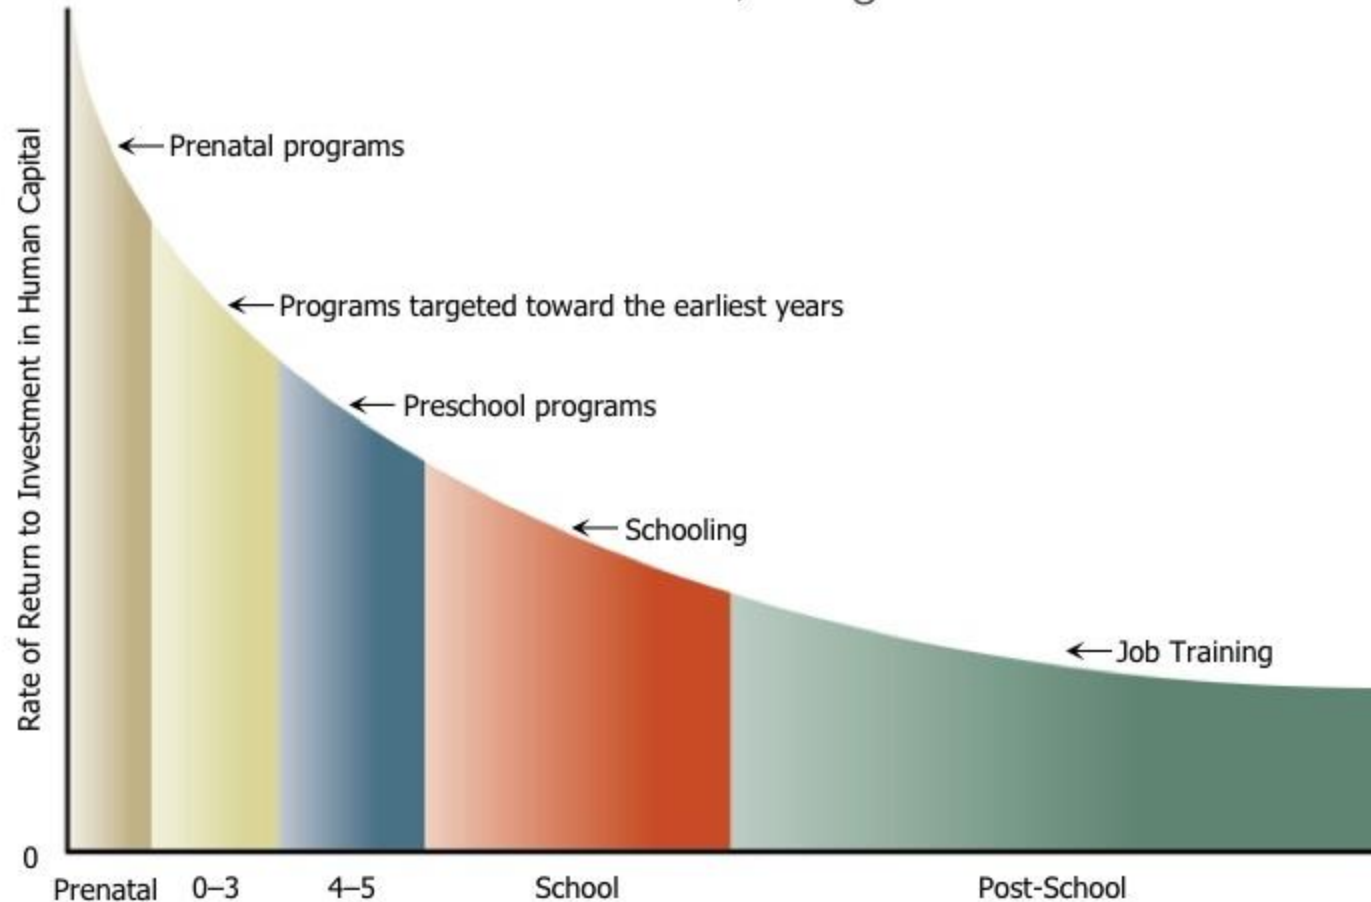 Prenatal programs
Programs targeted toward the earliest years
Preschool programs
Schooling
Job Training
Rate of Return to Investment in Human Capital
0
Prenatal 0–3 4–5 School Post-School